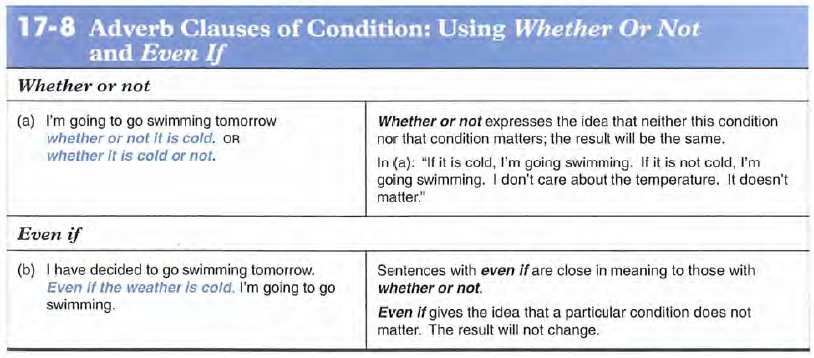 17-8 Adverb Clauses of Condition: Using Whether Or Not
and Even If
Whether or not
(a) I'm going to go swimming tomorrow
whether or not it is cold. OR
whether it is cold or not.
Whether or not expresses the idea that neither this condition
nor that condition matters; the result will be the same.
In (a): "If it is cold, I'm going swimming. If it is not cold, I'm
going swimming. I don't care about the temperature. It doesn't
matter."
Even if
(b) I have decided to go swimming tomorrow.
Even if the weather is cold, I'm going to go
swimming.
Sentences with even if are close in meaning to those with
whether or not.
Even if gives the idea that a particular condition does not
matter. The result will not change.